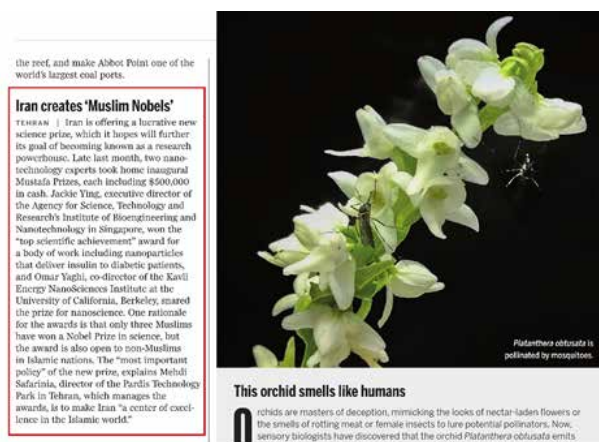 the reef, and make Abbot Point one of the
world's largest coal ports.
Iran creates 'Muslim Nobels'
TEHRAN | Iran is offering a lucrative new
science prize, which it hopes will further
its goal of becoming known as a research
powerhouse. Late last month, two nano-
technology experts took home inaugural
Mustafa Prizes, each including $500,000
in cash. Jackie Ying, executive director of
the Agency for Science, Technology and
Research's Institute of Bioengineering and
Nanotechnology in Singapore, won the
"top scientific achievement" award for
a body of work including nanoparticles
that deliver insulin to diabetic patients,
and Omar Yaghi, co-director of the Kavli
Energy NanoSciences Institute at the
University of California, Berkeley, snared
the prize for nanoscience. One rationale
for the awards is that only three Muslims
have won a Nobel Prize in science, but
the award is also open to non-Muslims
in Islamic nations. The "most important
policy" of the new prize, explains Mehdi
Safarinia, director of the Pardis Technology
Park in Tehran, which manages the
awards, is to make Iran "a center of excel-
lence in the Islamic world."
Platanthera obtusata is
pollinated by mosquitoes.
This orchid smells like humans
Orchids are masters of deception, mimicking the looks of nectar-laden flowers or
the smells of rotting meat or female insects to lure potential pollinators. Now,
sensory biologists have discovered that the orchid Platanthera obtusata emits